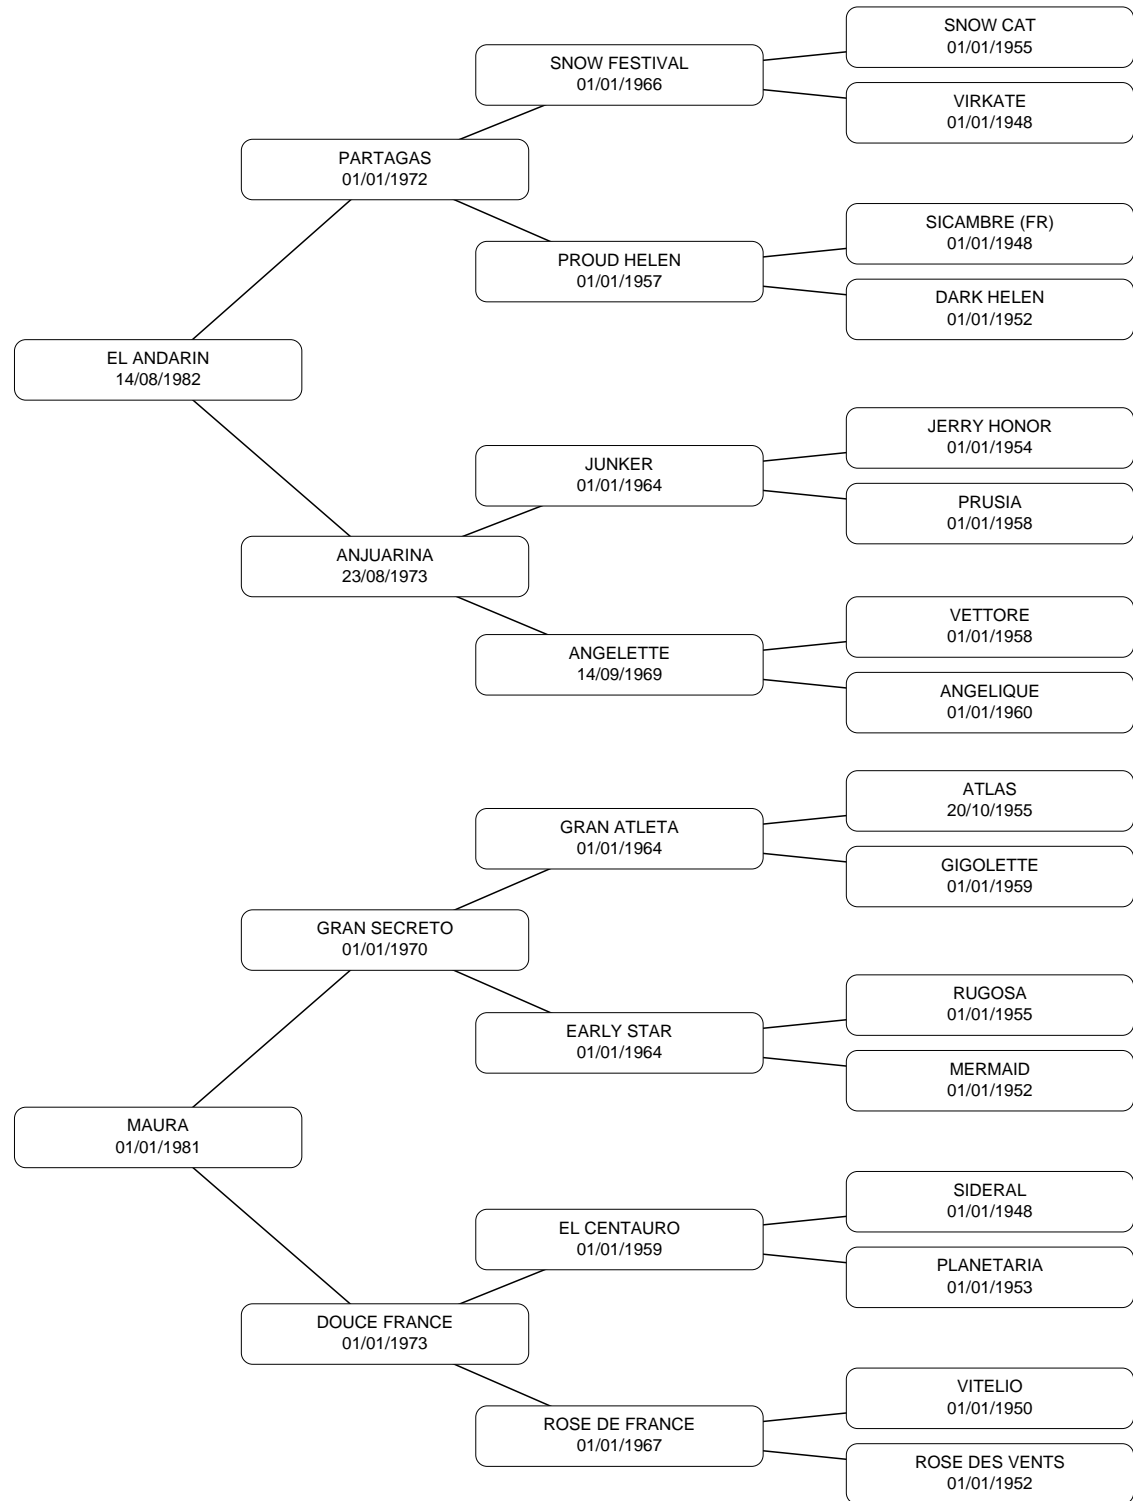 SNOW CAT
01/01/1955
SNOW FESTIVAL
01/01/1966
VIRKATE
01/01/1948
PARTAGAS
01/01/1972
SICAMBRE (FR)
01/01/1948
PROUD HELEN
01/01/1957
DARK HELEN
01/01/1952
EL ANDARIN
14/08/1982
JERRY HONOR
01/01/1954
JUNKER
01/01/1964
PRUSIA
01/01/1958
ANJUARINA
23/08/1973
VETTORE
01/01/1958
ANGELETTE
14/09/1969
ANGELIQUE
01/01/1960
ATLAS
20/10/1955
GRAN ATLETA
01/01/1964
GIGOLETTE
01/01/1959
GRAN SECRETO
01/01/1970
RUGOSA
01/01/1955
EARLY STAR
01/01/1964
MERMAID
01/01/1952
MAURA
01/01/1981
SIDERAL
01/01/1948
EL CENTAURO
01/01/1959
PLANETARIA
01/01/1953
DOUCE FRANCE
01/01/1973
VITELIO
01/01/1950
ROSE DE FRANCE
01/01/1967
ROSE DES VENTS
01/01/1952